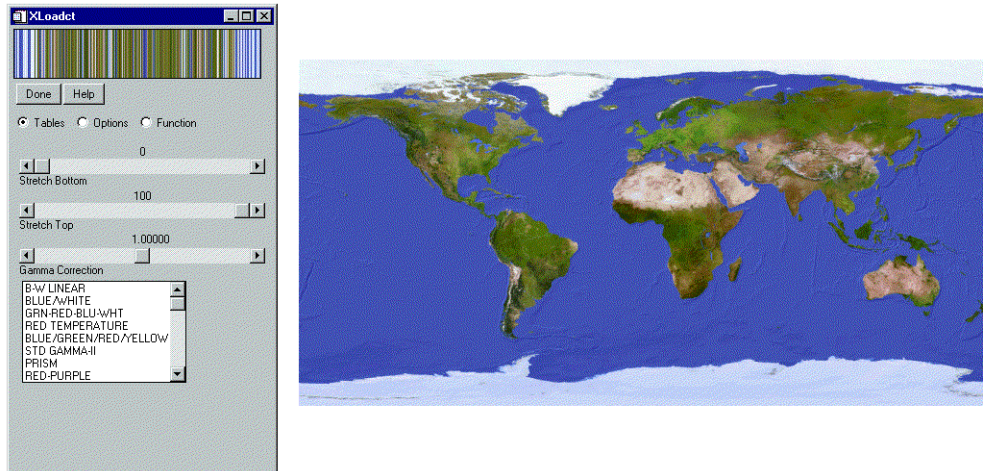 XLoadct
Done Help
Tables Options Function
0
Stretch Bottom
100
Stretch Top
1.00000
Gamma Correction
B-W LINEAR
BLUE/WHITE
GRN-RED-BLU-WHT
RED TEMPERATURE
BLUE/GREEN/RED/YELLOW
STD GAMMA-II
PRISM
RED-PURPLE